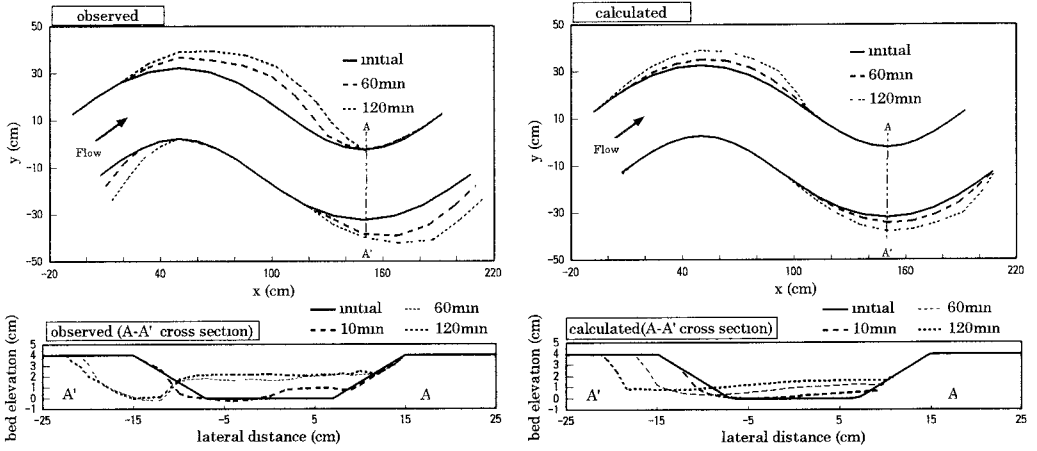 observed
50
30
10
-10
-30
-50
y (cm)
initial
60min
120min
Flow
A
A'
-20
40
100
160
220
x (cm)
calculated
50
30
10
-10
-30
-50
y (cm)
initial
60min
120min
Flow
A
A'
-20
40
100
160
220
x (cm)
initial
60min
10min
120min
observed (A-A' cross section)
bed elevation (cm)
5
4
3
2
1
0
-1
A'
A
-25
-15
-5
5
15
25
lateral distance (cm)
initial
60min
10min
120min
calculated(A-A' cross section)
bed elevation (cm)
5
4
3
2
1
0
-1
A'
A
-25
-15
-5
5
15
25
lateral distance (cm)